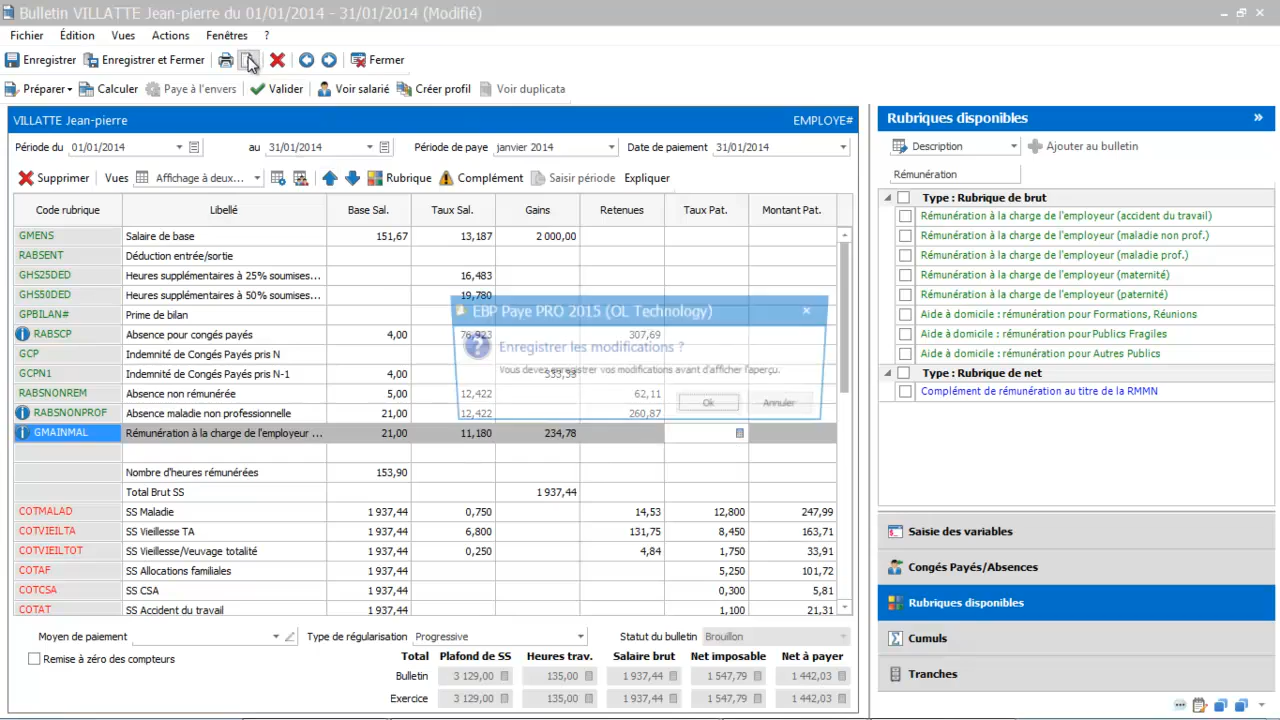 Bulletin VILLATTE Jean-pierre du 01/01/2014 - 31/01/2014 (Modifié)
Fichier Édition Vues Actions Fenêtres ?
Enregistrer Enregistrer et Fermer Fermer
Préparer Calculer Paye à l'envers Valider Voir salarié Créer profil Voir duplicata
VILLATTE Jean-pierre EMPLOYE#
Période du 01/01/2014 au 31/01/2014 Période de paye janvier 2014 Date de paiement 31/01/2014
Supprimer Vues Affichage à deux... Rubrique Complément Saisir période Expliquer
Code rubrique Libellé Base Sal. Taux Sal. Gains Retenues Taux Pat. Montant Pat.
GMENS Salaire de base 151,67 13,187 2 000,00
RABSENT Déduction entrée/sortie
GHS25DED Heures supplémentaires à 25% soumises... 16,483
GHS50DED Heures supplémentaires à 50% soumises... 19,780
GPBILAN# Prime de bilan
RABSCP Absence pour congés payés 4,00 76,923 307,69
GCP Indemnité de Congés Payés pris N
GCPN1 Indemnité de Congés Payés pris N-1 4,00 333,38
RABSNONREM Absence non rémunérée 5,00 12,422 62,11
RABSNONPROF Absence maladie non professionnelle 21,00 12,422 260,87
GMAINMAL Rémunération à la charge de l'employeur ... 21,00 11,180 234,78
Nombre d'heures rémunérées 153,90
Total Brut SS 1 937,44
COTMALAD SS Maladie 1 937,44 0,750 14,53 12,800 247,99
COTVIEILTA SS Vieillesse TA 1 937,44 6,800 131,75 8,450 163,71
COTVIEILTOT SS Vieillesse/Veuvage totalité 1 937,44 0,250 4,84 1,750 33,91
COTAF SS Allocations familiales 1 937,44 5,250 101,72
COTCSA SS CSA 1 937,44 0,300 5,81
COTAT SS Accident du travail 1 937,44 1,100 21,31
EBP Paye PRO 2015 (OL Technology)
Enregistrer les modifications ?
Vous devez enregistrer vos modifications avant d'afficher l'aperçu.
Ok Annuler
Moyen de paiement Type de régularisation Progressive Statut du bulletin Brouillon
Remise à zéro des compteurs
Total Plafond de SS Heures trav. Salaire brut Net imposable Net à payer
Bulletin 3 129,00 135,00 1 937,44 1 547,79 1 442,03
Exercice 3 129,00 135,00 1 937,44 1 547,79 1 442,03
Rubriques disponibles »
Description Ajouter au bulletin
Rémunération
Type : Rubrique de brut
Rémunération à la charge de l'employeur (accident du travail)
Rémunération à la charge de l'employeur (maladie non prof.)
Rémunération à la charge de l'employeur (maladie prof.)
Rémunération à la charge de l'employeur (maternité)
Rémunération à la charge de l'employeur (paternité)
Aide à domicile : rémunération pour Formations, Réunions
Aide à domicile : rémunération pour Publics Fragiles
Aide à domicile : rémunération pour Autres Publics
Type : Rubrique de net
Complément de rémunération au titre de la RMMN
Saisie des variables
Congés Payés/Absences
Rubriques disponibles
Cumuls
Tranches